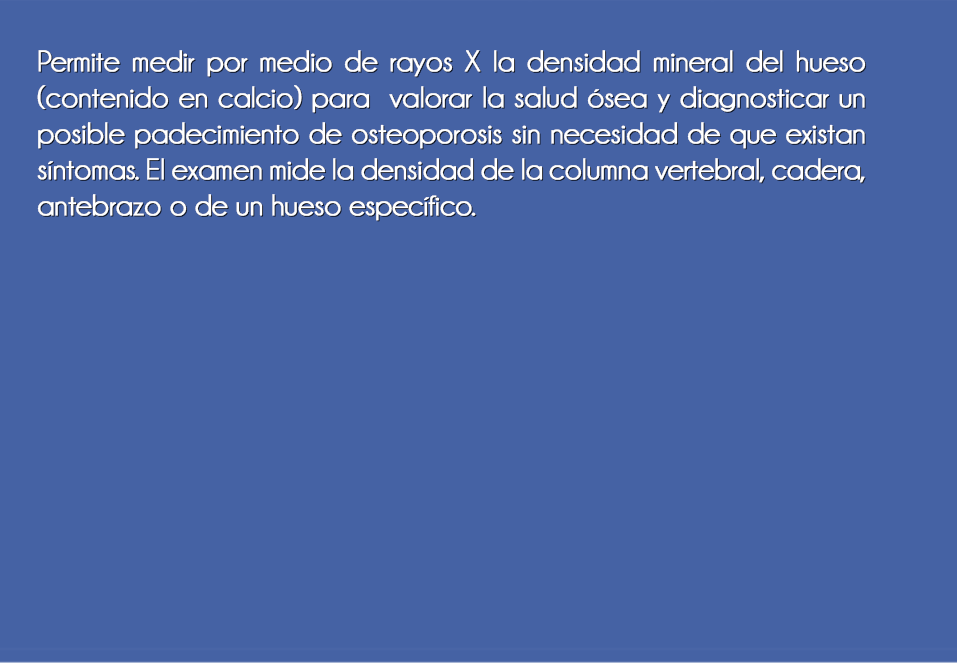 Permite medir por medio de rayos X la densidad mineral del hueso
(contenido en calcio) para  valorar la salud ósea y diagnosticar un
posible padecimiento de osteoporosis sin necesidad de que existan
síntomas. El examen mide la densidad de la columna vertebral, cadera,
antebrazo o de un hueso específico.